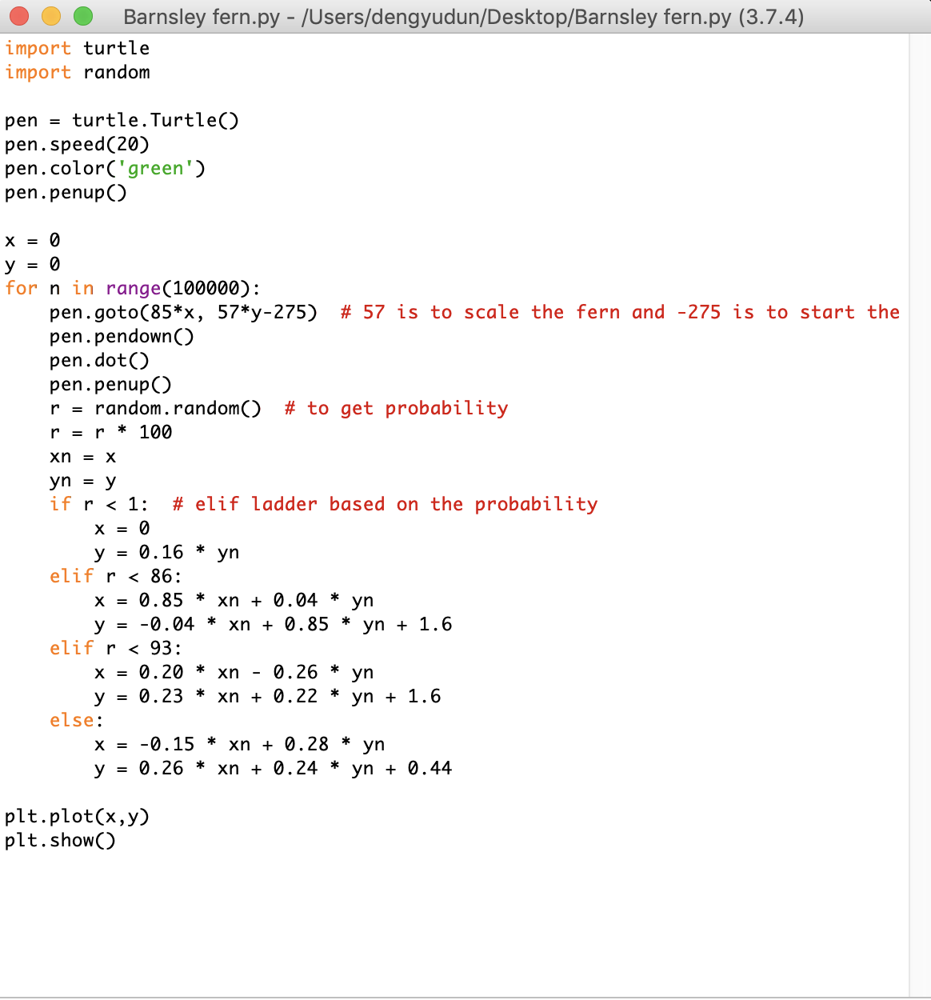 Barnsley fern.py - /Users/dengyudun/Desktop/Barnsley fern.py (3.7.4)
import turtle
import random

pen = turtle.Turtle()
pen.speed(20)
pen.color('green')
pen.penup()

x = 0
y = 0
for n in range(100000):
    pen.goto(85*x, 57*y-275)  # 57 is to scale the fern and -275 is to start the
    pen.pendown()
    pen.dot()
    pen.penup()
    r = random.random()  # to get probability
    r = r * 100
    xn = x
    yn = y
    if r < 1:  # elif ladder based on the probability
        x = 0
        y = 0.16 * yn
    elif r < 86:
        x = 0.85 * xn + 0.04 * yn
        y = -0.04 * xn + 0.85 * yn + 1.6
    elif r < 93:
        x = 0.20 * xn - 0.26 * yn
        y = 0.23 * xn + 0.22 * yn + 1.6
    else:
        x = -0.15 * xn + 0.28 * yn
        y = 0.26 * xn + 0.24 * yn + 0.44

plt.plot(x,y)
plt.show()